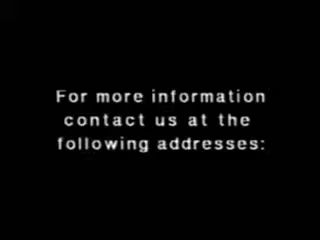 For more information
contact us at the
following addresses: